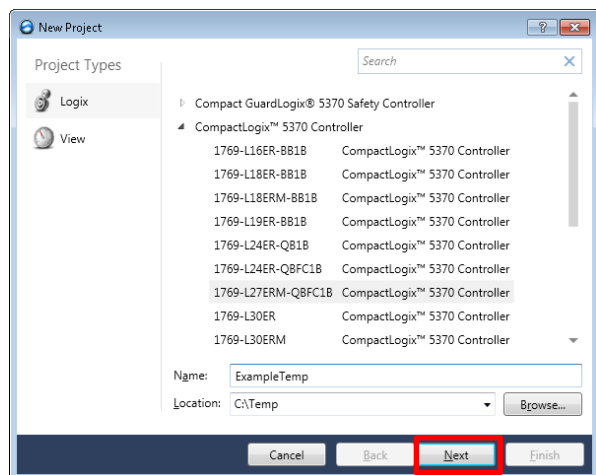 New Project
Project Types
Search
Logix
View
Compact GuardLogix® 5370 Safety Controller
CompactLogix™ 5370 Controller
1769-L16ER-BB1B CompactLogix™ 5370 Controller
1769-L18ER-BB1B CompactLogix™ 5370 Controller
1769-L18ERM-BB1B CompactLogix™ 5370 Controller
1769-L19ER-BB1B CompactLogix™ 5370 Controller
1769-L24ER-QB1B CompactLogix™ 5370 Controller
1769-L24ER-QBFC1B CompactLogix™ 5370 Controller
1769-L27ERM-QBFC1B CompactLogix™ 5370 Controller
1769-L30ER CompactLogix™ 5370 Controller
1769-L30ERM CompactLogix™ 5370 Controller
Name: ExampleTemp
Location: C:\Temp Browse...
Cancel Back Next Finish